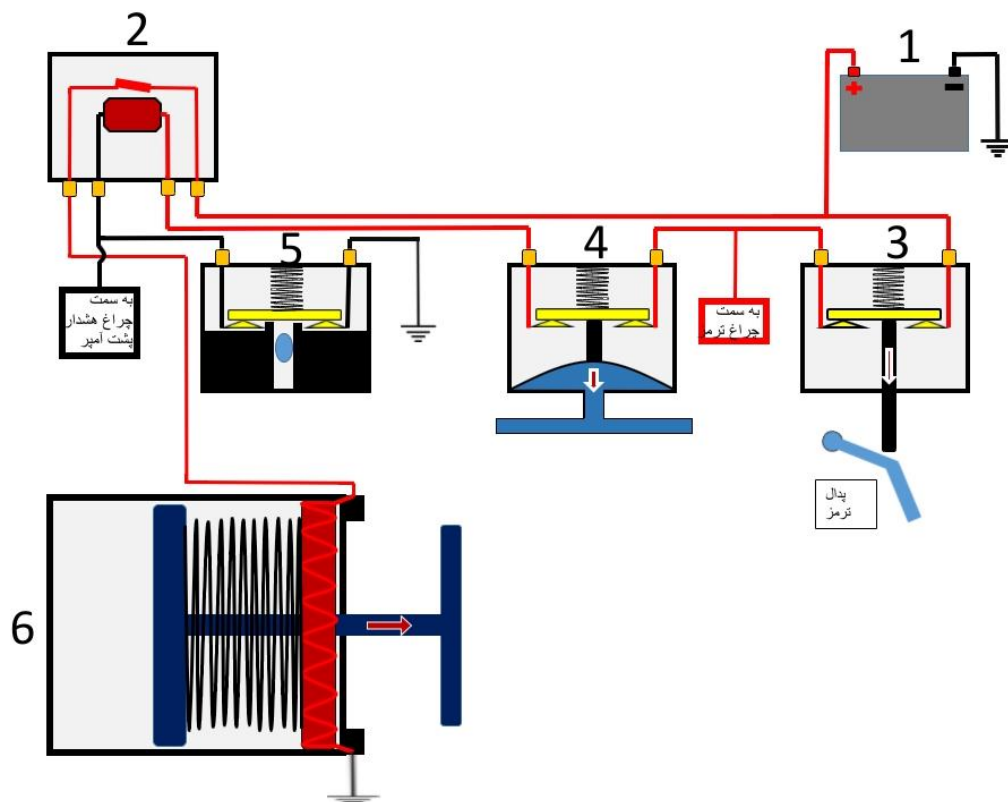 1
2
3
4
5
به سمت
چراغ هشدار
پشت آمپر
به سمت
چراغ ترمز
پدال
ترمز
6